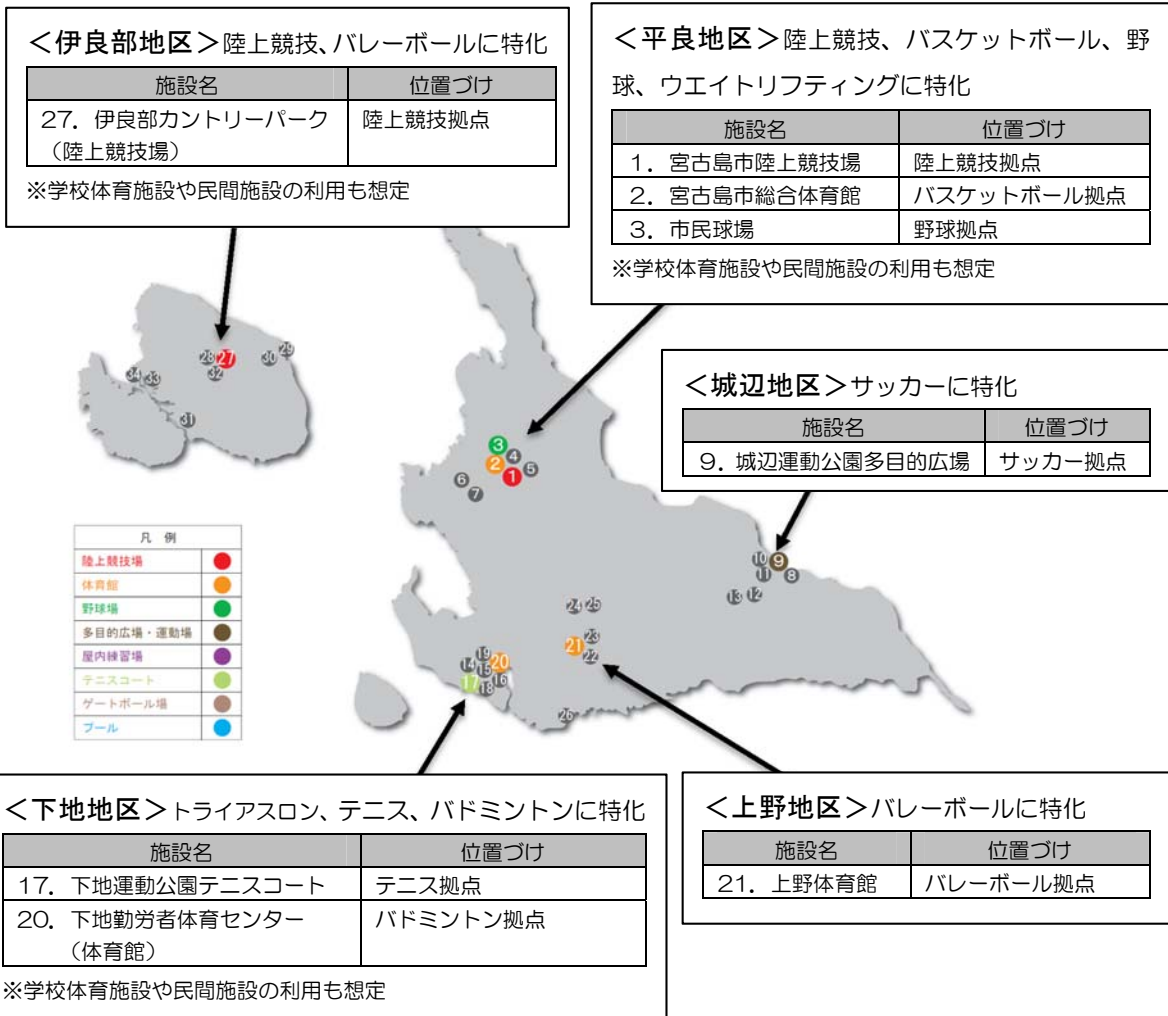 ＜伊良部地区＞陸上競技、バレーボールに特化
施設名 位置づけ
27．伊良部カントリーパーク 陸上競技拠点
（陸上競技場）
※学校体育施設や民間施設の利用も想定
＜平良地区＞陸上競技、バスケットボール、野
球、ウエイトリフティングに特化
施設名 位置づけ
1．宮古島市陸上競技場 陸上競技拠点
2．宮古島市総合体育館 バスケットボール拠点
3．市民球場 野球拠点
※学校体育施設や民間施設の利用も想定
＜城辺地区＞サッカーに特化
施設名 位置づけ
9．城辺運動公園多目的広場 サッカー拠点
28 27 32 30 29
34 33
31
3
2 4
1 5
6
7
10 9
11 8
13 12
24 25
23
21
22
19
14 15 20
17 18 16
26
凡 例
陸上競技場
体育館
野球場
多目的広場・運動場
屋内練習場
テニスコート
ゲートボール場
プール
＜下地地区＞トライアスロン、テニス、バドミントンに特化
施設名 位置づけ
17．下地運動公園テニスコート テニス拠点
20．下地勤労者体育センター バドミントン拠点
（体育館）
※学校体育施設や民間施設の利用も想定
＜上野地区＞バレーボールに特化
施設名 位置づけ
21．上野体育館 バレーボール拠点